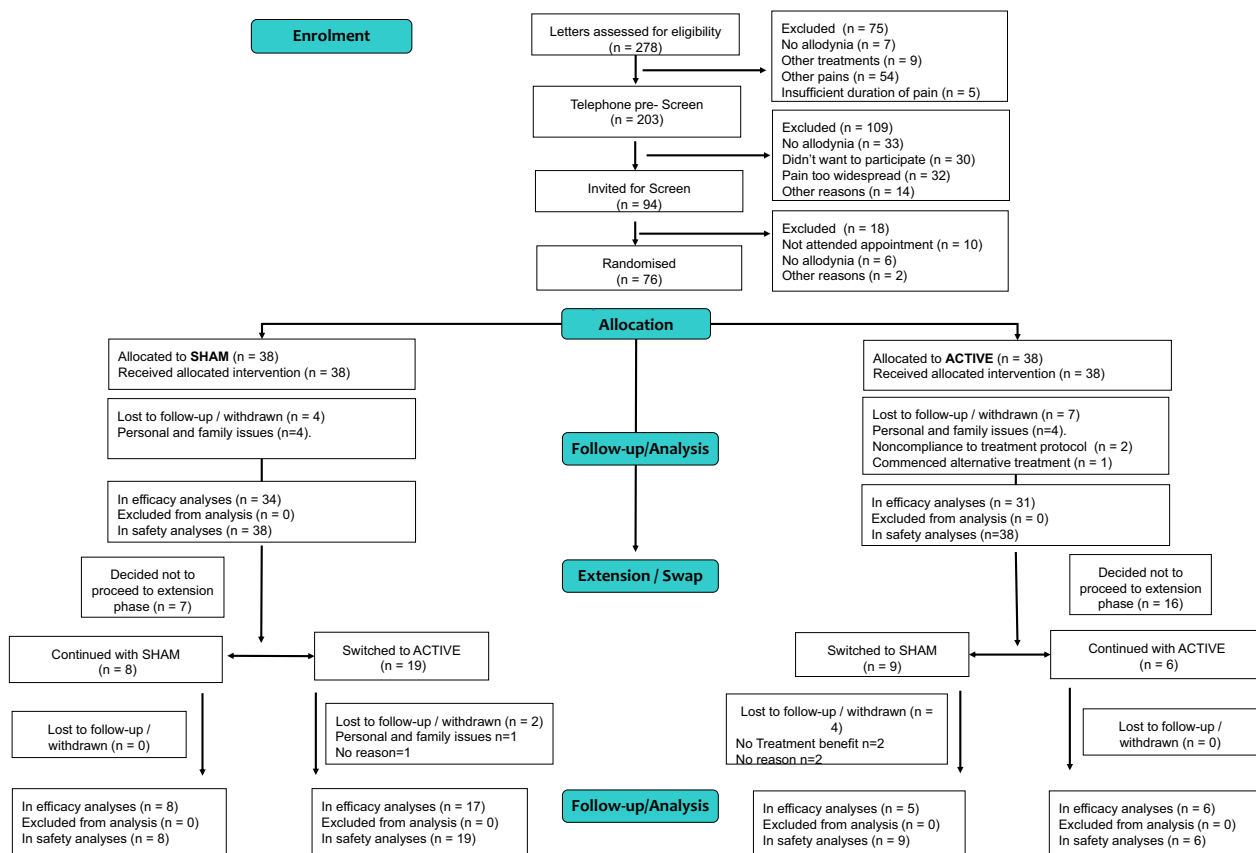 Enrolment
Letters assessed for eligibility
(n = 278)
Excluded (n = 75)
No allodynia (n = 7)
Other treatments (n = 9)
Other pains (n = 54)
Insufficient duration of pain (n = 5)
Telephone pre- Screen
(n = 203)
Excluded (n = 109)
No allodynia (n = 33)
Didn't want to participate (n = 30)
Pain too widespread (n = 32)
Other reasons (n = 14)
Invited for Screen
(n = 94)
Excluded (n = 18)
Not attended appointment (n = 10)
No allodynia (n = 6)
Other reasons (n = 2)
Randomised
(n = 76)
Allocation
Allocated to SHAM (n = 38)
Received allocated intervention (n = 38)
Allocated to ACTIVE (n = 38)
Received allocated intervention (n = 38)
Lost to follow-up / withdrawn (n = 4)
Personal and family issues (n=4).
Follow-up/Analysis
Lost to follow-up / withdrawn (n = 7)
Personal and family issues (n=4).
Noncompliance to treatment protocol (n = 2)
Commenced alternative treatment (n = 1)
In efficacy analyses (n = 34)
Excluded from analysis (n = 0)
In safety analyses (n = 38)
In efficacy analyses (n = 31)
Excluded from analysis (n = 0)
In safety analyses (n=38)
Extension / Swap
Decided not to
proceed to extension
phase (n = 7)
Decided not to
proceed to extension
phase (n = 16)
Continued with SHAM
(n = 8)
Switched to ACTIVE
(n = 19)
Switched to SHAM
(n = 9)
Continued with ACTIVE
(n = 6)
Lost to follow-up /
withdrawn (n = 0)
Lost to follow-up / withdrawn (n = 2)
Personal and family issues n=1
No reason=1
Lost to follow-up / withdrawn (n =
4)
No Treatment benefit n=2
No reason n=2
Lost to follow-up /
withdrawn (n = 0)
In efficacy analyses (n = 8)
Excluded from analysis (n = 0)
In safety analyses (n = 8)
In efficacy analyses (n = 17)
Excluded from analysis (n = 0)
In safety analyses (n = 19)
Follow-up/Analysis
In efficacy analyses (n = 5)
Excluded from analysis (n = 0)
In safety analyses (n = 9)
In efficacy analyses (n = 6)
Excluded from analysis (n = 0)
In safety analyses (n = 6)